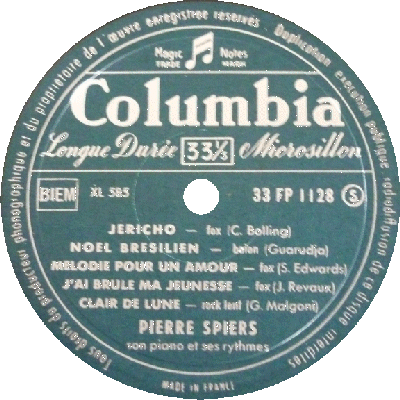 Tous droits du producteur phonographique et du propriétaire de l'œuvre enregistrée réservés - Duplication exécution publique radiodiffusion de ce disque interdites
Magic Notes
TRADE MARK
Columbia
Longue Durée 33⅓ Microsillon
BIEM XL 585 33 FP 1128 S
JERICHO — fox (C. Bolling)
NOEL BRESILIEN — baïon (Guarudja)
MELODIE POUR UN AMOUR — fox (S. Edwards)
J'AI BRULE MA JEUNESSE — fox (J. Revaux)
CLAIR DE LUNE — rock lent (G. Malgoni)
PIERRE SPIERS
son piano et ses rythmes
MADE IN FRANCE